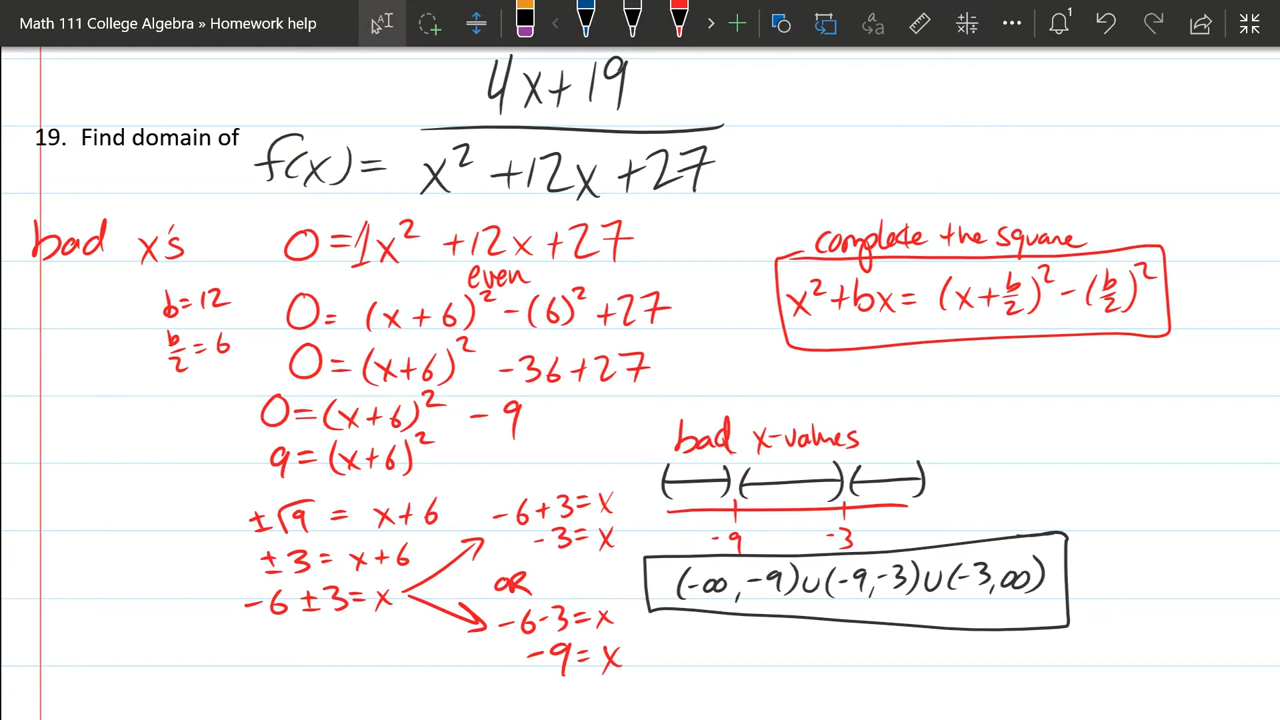 Math 111 College Algebra » Homework help
19. Find domain of f(x) = (4x+19)/(x²+12x+27)
bad x's
0 = 1x² +12x+27
even
b=12
b/2=6
0= (x+6)² -(6)² +27
0=(x+6)² -36+27
0=(x+6)² - 9
9=(x+6)²
±√9 = x+6
±3= x+6
-6 ±3=x
-6+3=x
-3=x
OR
-6-3=x
-9=x
complete the square
x²+bx= (x+b/2)² -(b/2)²
bad x-values
(—)(—)(—)
-9 -3
(-∞,-9)∪(-9,-3)∪(-3,∞)
1